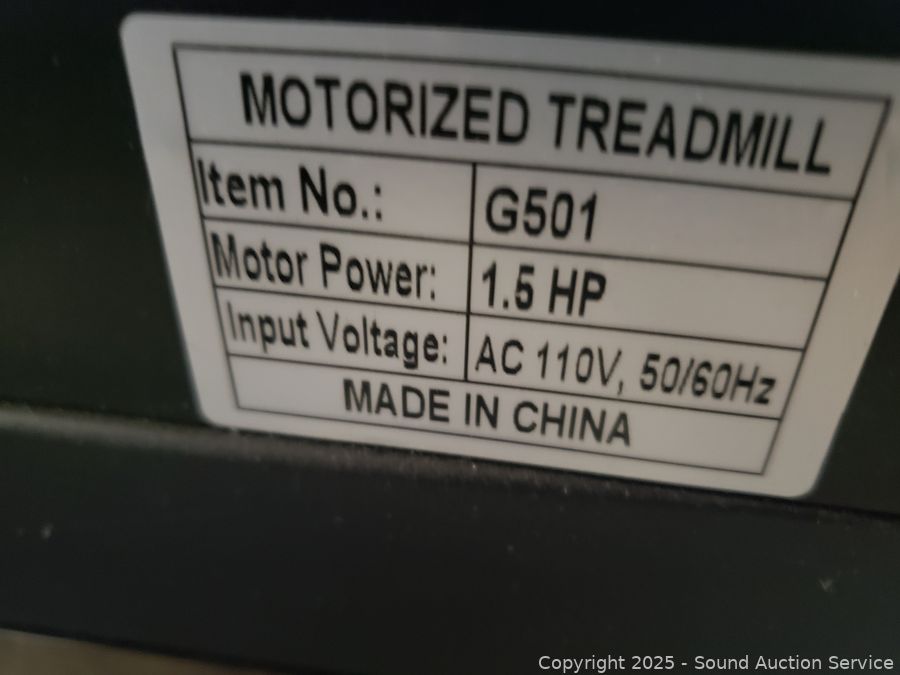 MOTORIZED TREADMILL
Item No.: G501
Motor Power: 1.5 HP
Input Voltage: AC 110V, 50/60Hz
MADE IN CHINA
Copyright 2025 - Sound Auction Service